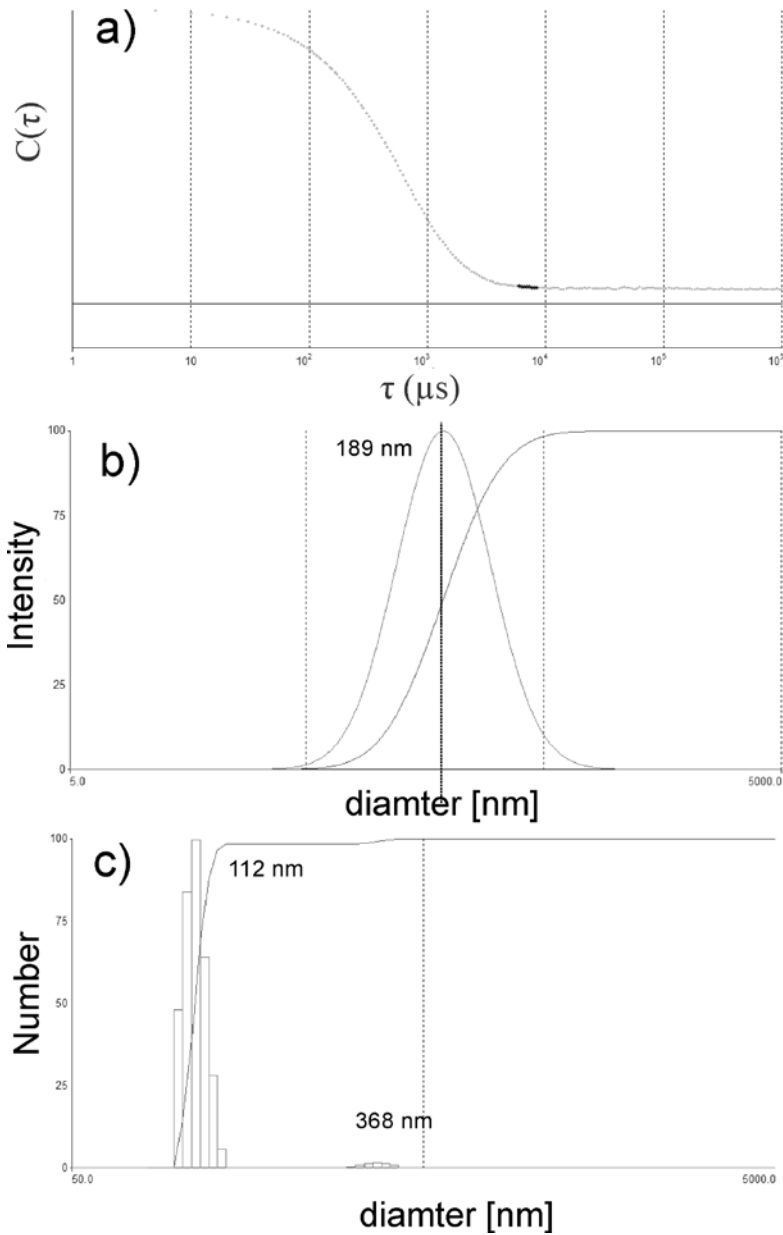 a)
C(τ)
1 10 10² 10³ 10⁴ 10⁵
τ (μs)
b)
189 nm
Intensity
100
75
50
25
0
5.0 5000.0
diamter [nm]
c)
112 nm
368 nm
Number
100
75
50
25
0
50.0 5000.0
diamter [nm]